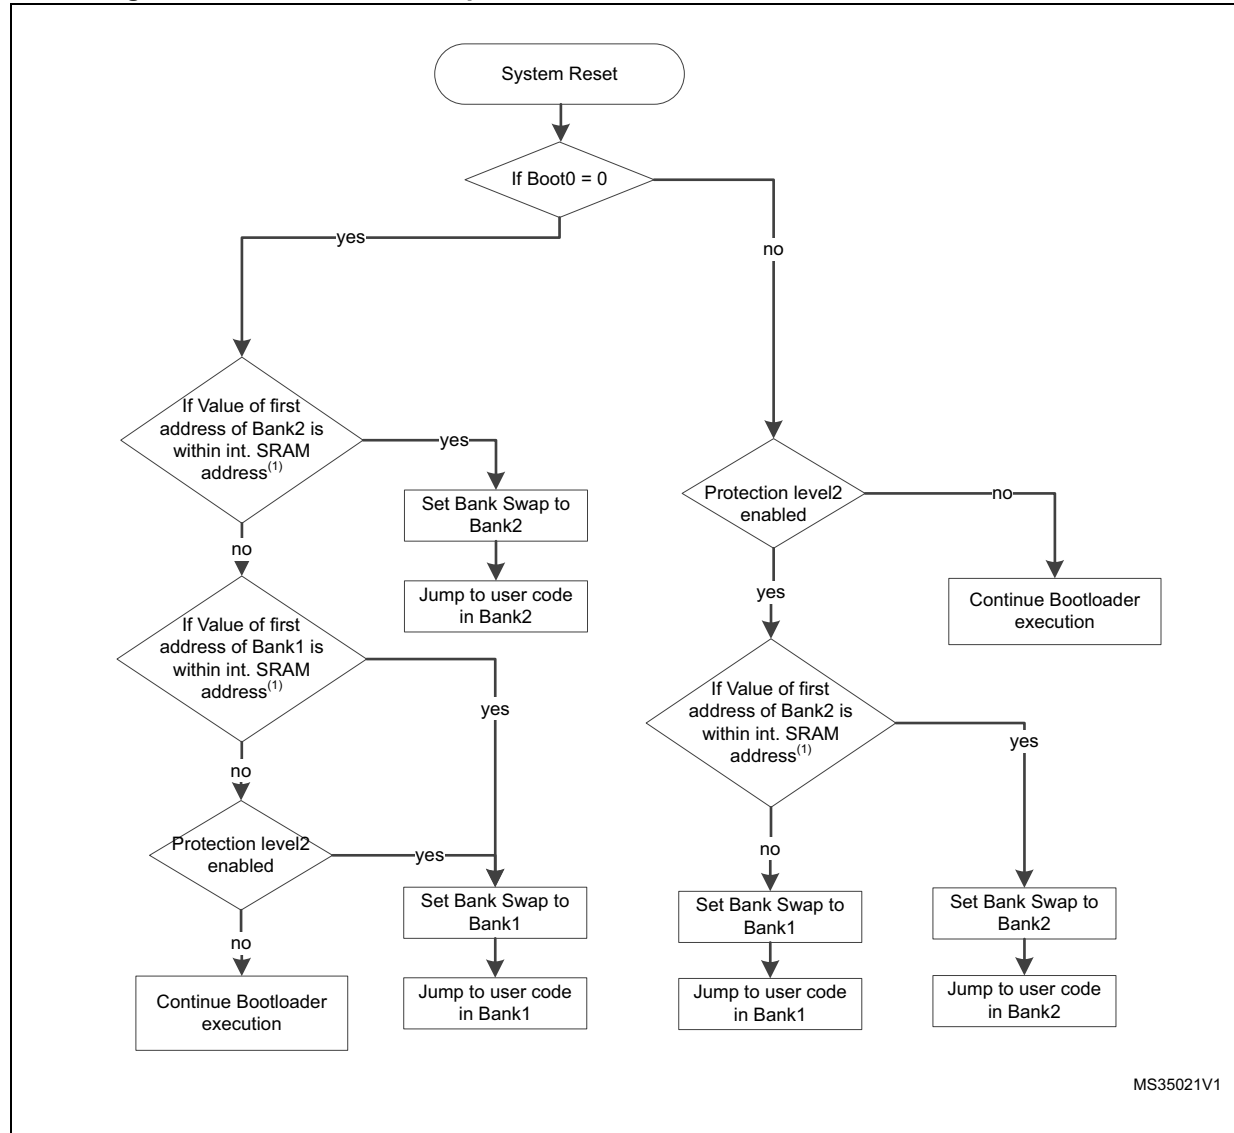 System Reset
If Boot0 = 0
yes
no
If Value of first
address of Bank2 is
within int. SRAM
address(1)
yes
Set Bank Swap to
Bank2
Protection level2
enabled
no
no
Jump to user code
in Bank2
yes
Continue Bootloader
execution
If Value of first
address of Bank1 is
within int. SRAM
address(1)
yes
If Value of first
address of Bank2 is
within int. SRAM
address(1)
yes
no
Protection level2
enabled
yes
no
Set Bank Swap to
Bank1
Set Bank Swap to
Bank1
Set Bank Swap to
Bank2
no
Continue Bootloader
execution
Jump to user code
in Bank1
Jump to user code
in Bank1
Jump to user code
in Bank2
MS35021V1